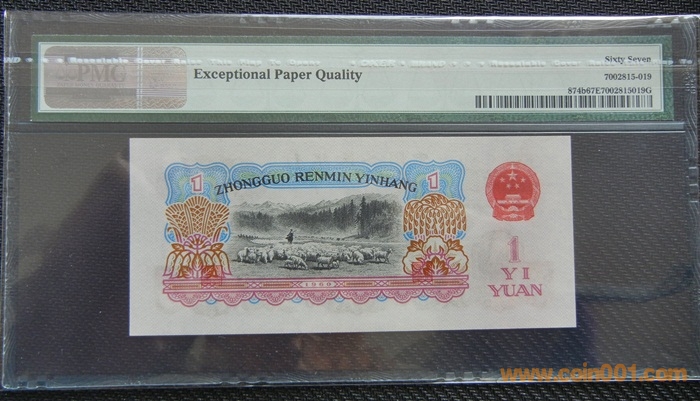 PMG
Exceptional Paper Quality
Sixty Seven
7002815-019
874b67E7002815019G
1
1
ZHONGGUO RENMIN YINHANG
1960
1
YI
YUAN
www.coin001.com